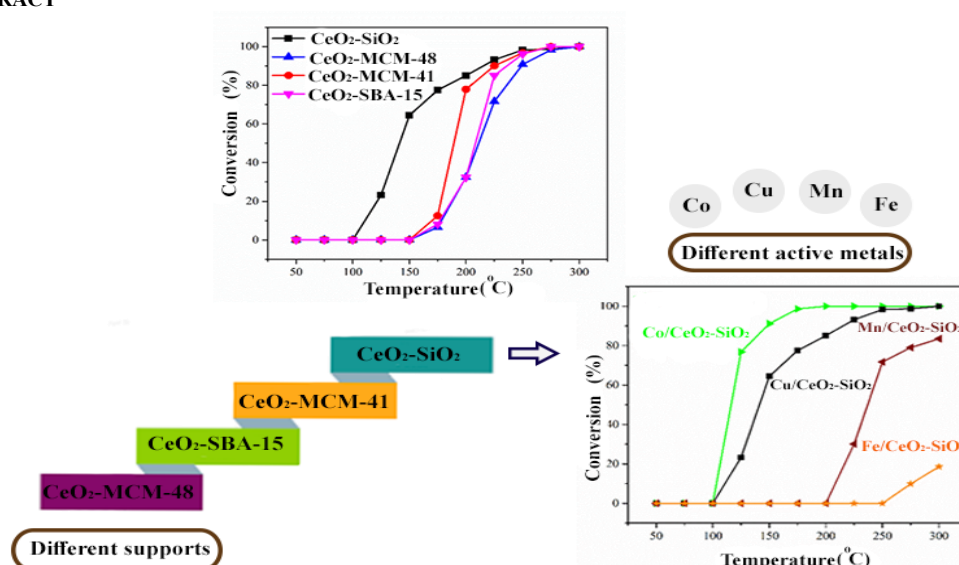 RACT
CeO₂-SiO₂
CeO₂-MCM-48
CeO₂-MCM-41
CeO₂-SBA-15
Conversion (%)
100
80
60
40
20
0
50 100 150 200 250 300
Temperature(°C)
Co
Cu
Mn
Fe
Different active metals
CeO₂-SiO₂
CeO₂-MCM-41
CeO₂-SBA-15
CeO₂-MCM-48
Different supports
Conversion (%)
100
80
60
40
20
0
Co/CeO₂-SiO₂
Mn/CeO₂-SiO₂
Cu/CeO₂-SiO₂
Fe/CeO₂-SiO
50 100 150 200 250 300
Temperature(°C)